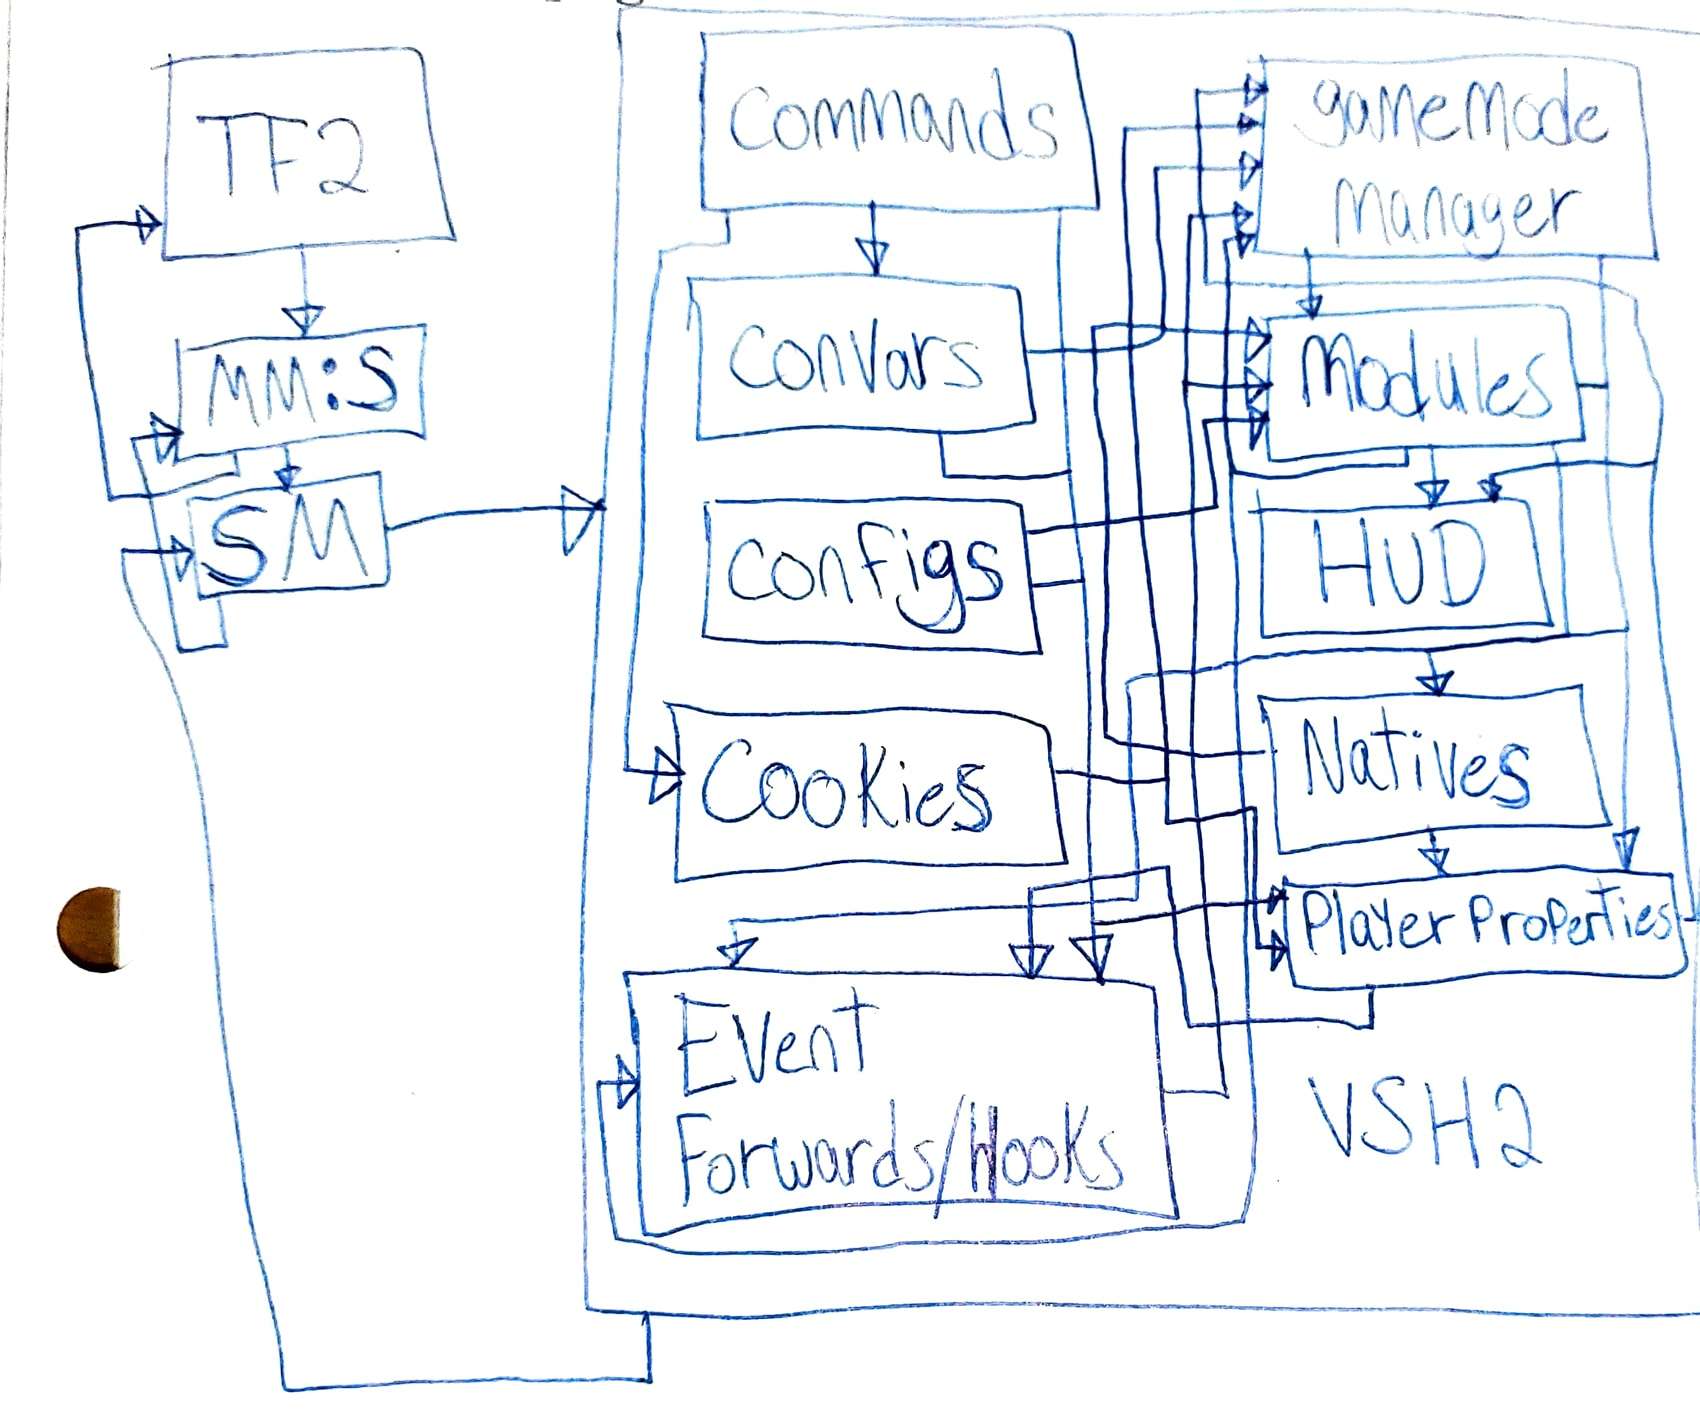 TF2
MM:S
SM
Commands
ConVars
Configs
Cookies
Event
Forwards/Hooks
gameMode
Manager
Modules
HUD
Natives
Player Properties
VSH2